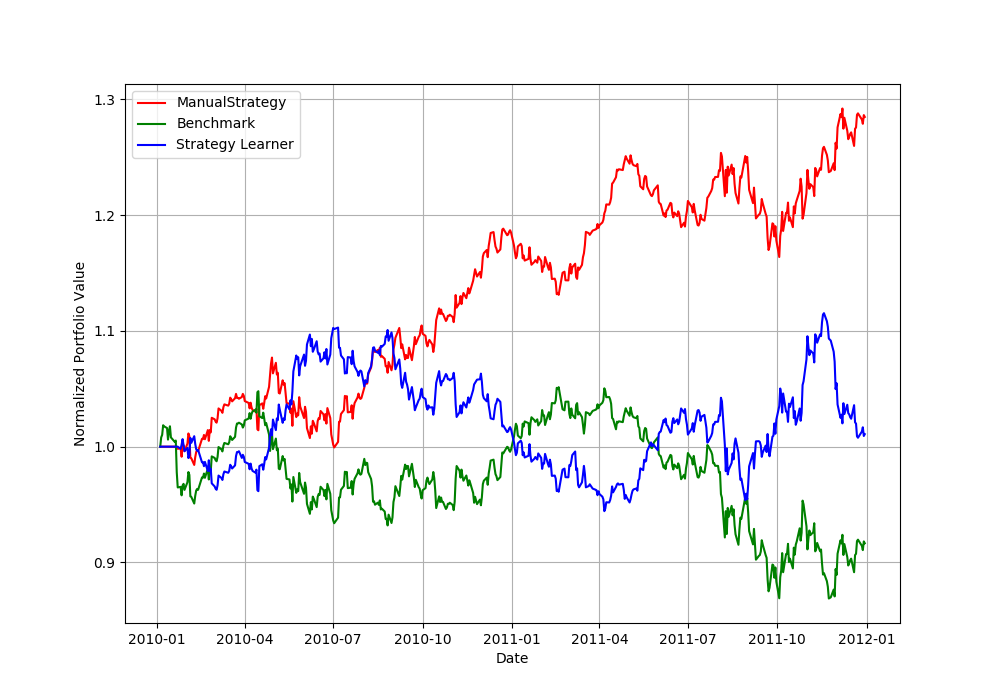 ManualStrategy
Benchmark
Strategy Learner
Normalized Portfolio Value
1.3
1.2
1.1
1.0
0.9
2010-01 2010-04 2010-07 2010-10 2011-01 2011-04 2011-07 2011-10 2012-01
Date